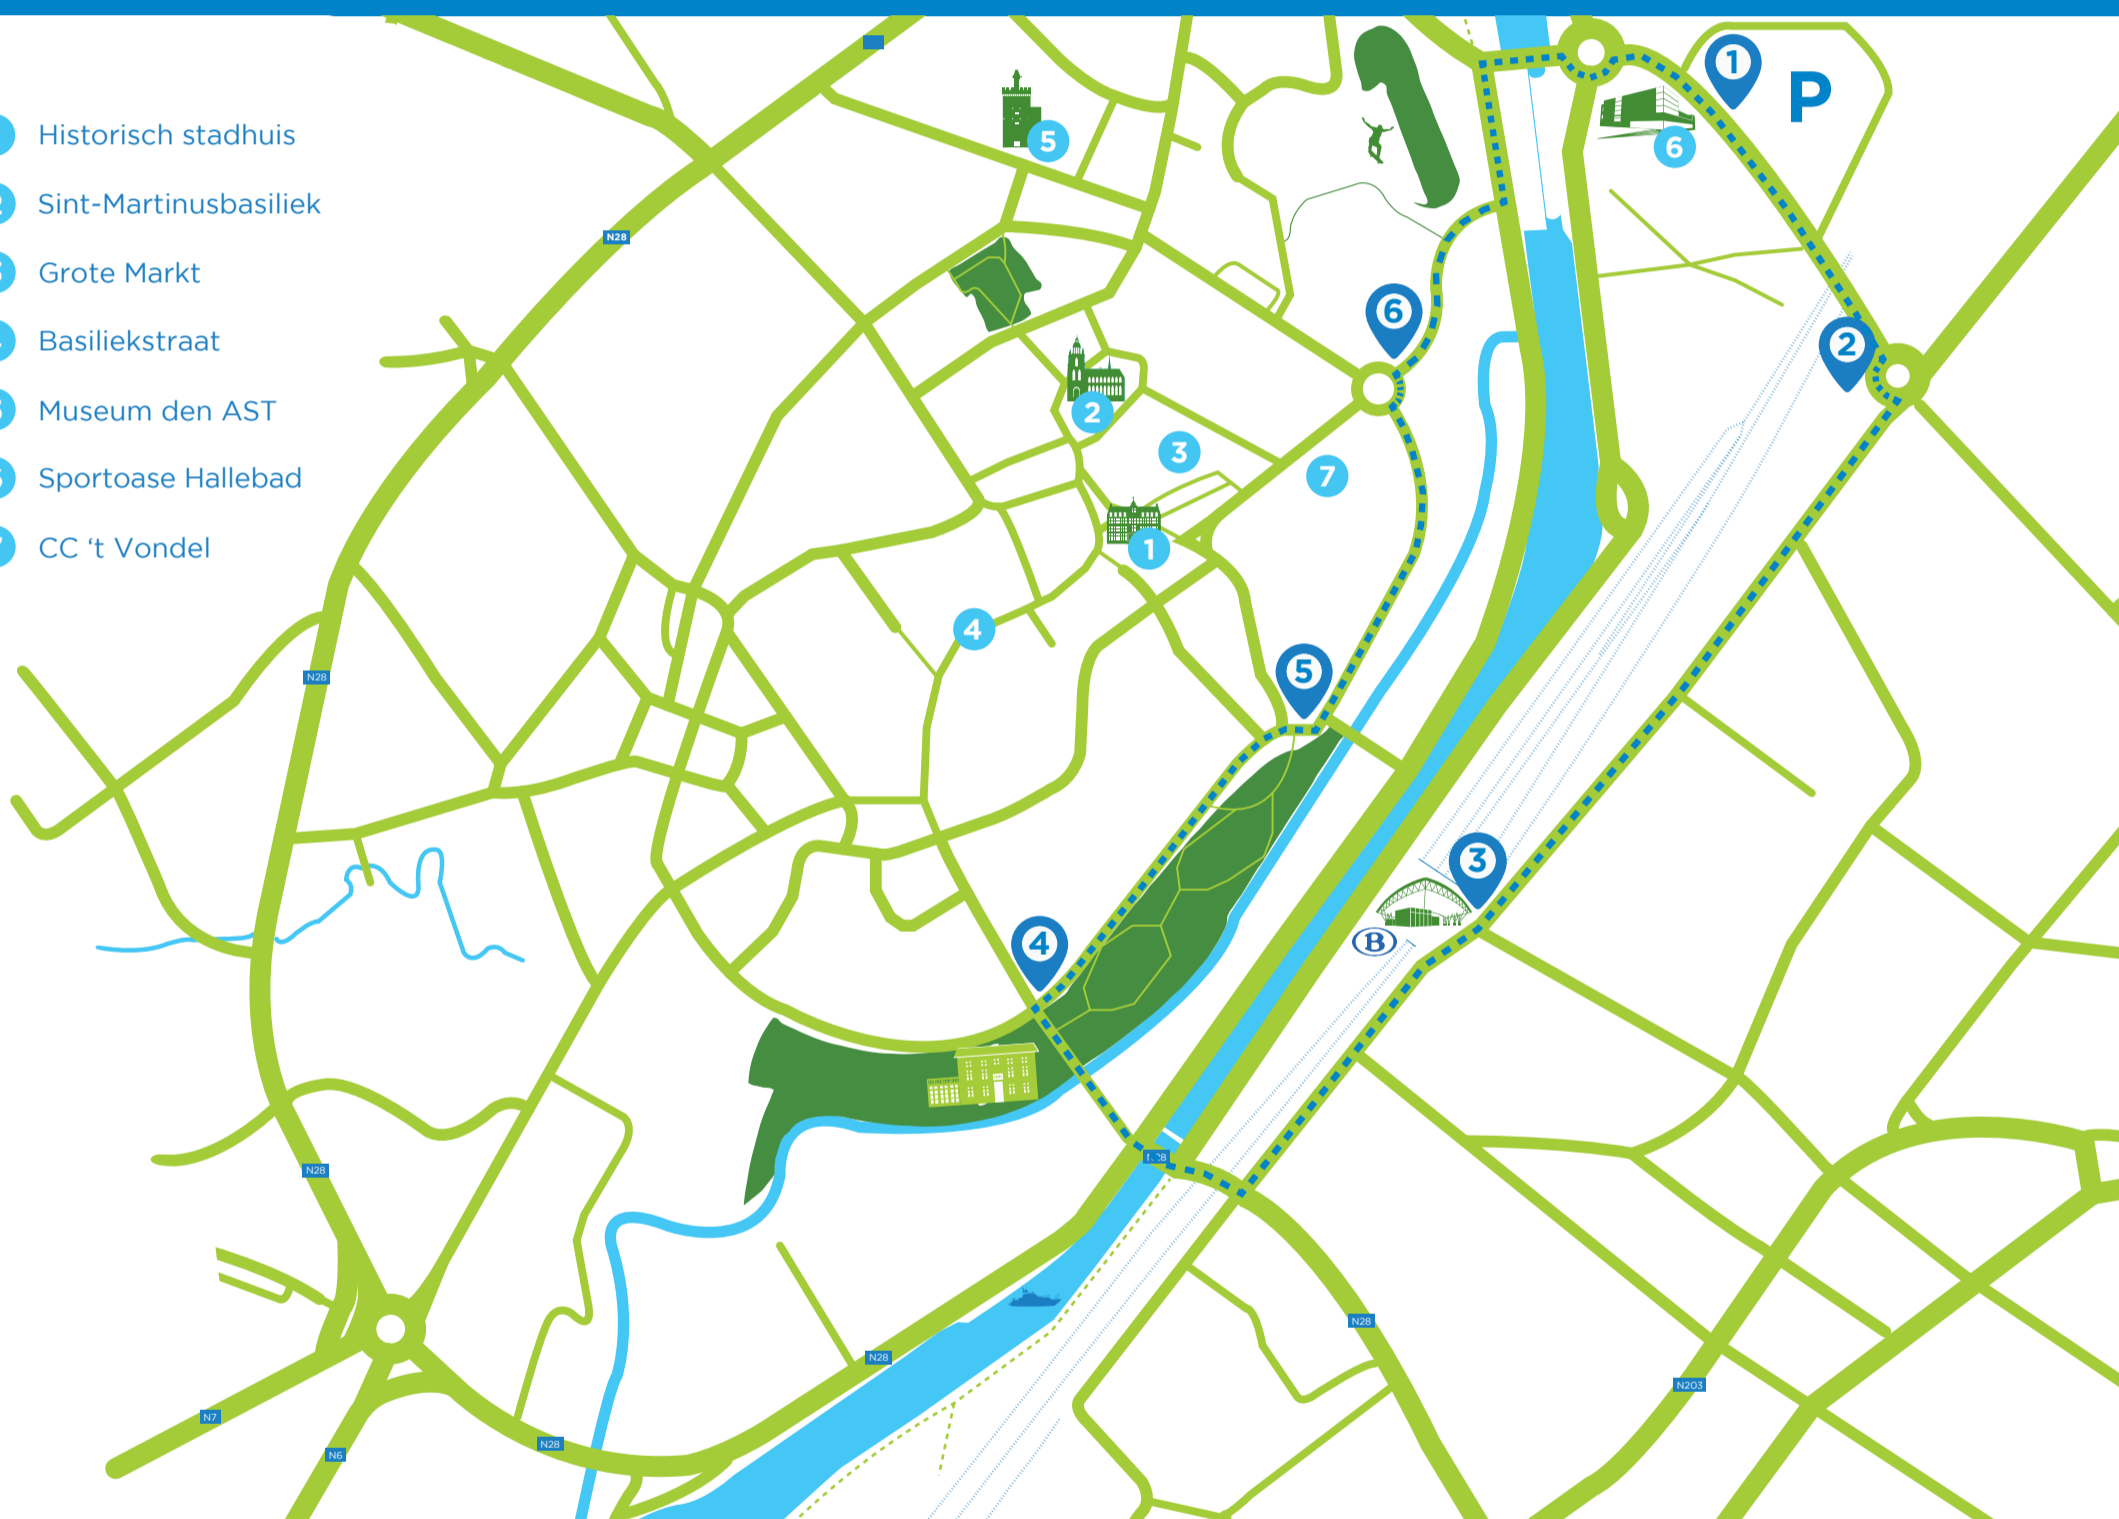 Historisch stadhuis
Sint-Martinusbasiliek
Grote Markt
Basiliekstraat
Museum den AST
Sportoase Hallebad
CC ‘t Vondel
1
P
5
6
N28
6
2
2
3
7
1
4
N28
5
3
4
B
N28
N28
N28
N203
N7
N28
N6